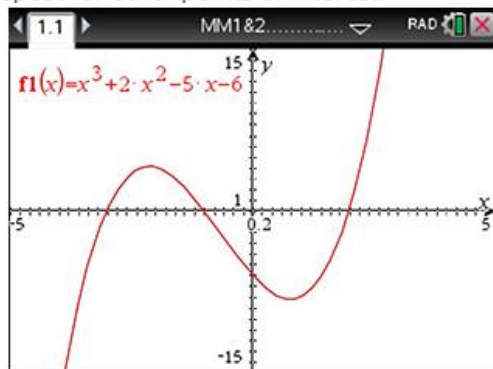 1.1 MM1&2............... RAD
15 y
f1(x)=x³+2·x²-5·x-6
1 x
-5 0.2 5
-15